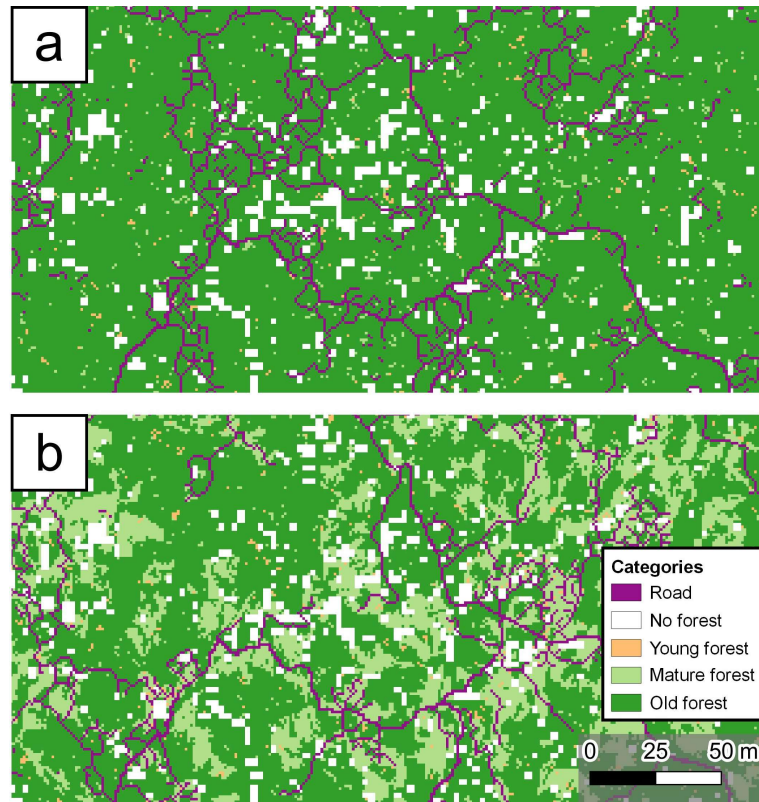 a
b
Categories
Road
No forest
Young forest
Mature forest
Old forest
0 25 50 m